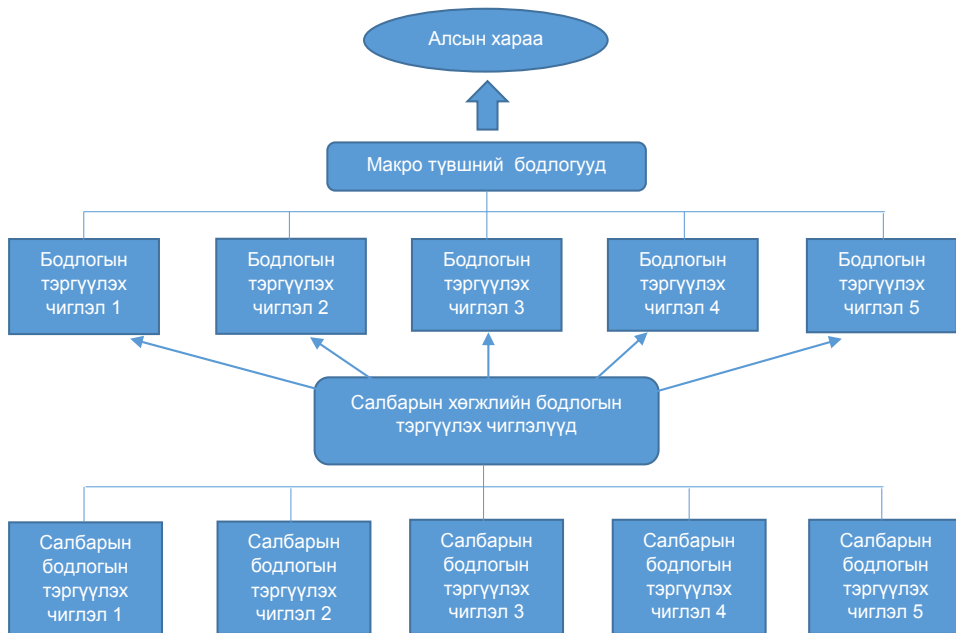 Алсын хараа
Макро түвшний бодлогууд
Бодлогын
тэргүүлэх
чиглэл 1
Бодлогын
тэргүүлэх
чиглэл 2
Бодлогын
тэргүүлэх
чиглэл 3
Бодлогын
тэргүүлэх
чиглэл 4
Бодлогын
тэргүүлэх
чиглэл 5
Салбарын хөгжлийн бодлогын
тэргүүлэх чиглэлүүд
Салбарын
бодлогын
тэргүүлэх
чиглэл 1
Салбарын
бодлогын
тэргүүлэх
чиглэл 2
Салбарын
бодлогын
тэргүүлэх
чиглэл 3
Салбарын
бодлогын
тэргүүлэх
чиглэл 4
Салбарын
бодлогын
тэргүүлэх
чиглэл 5